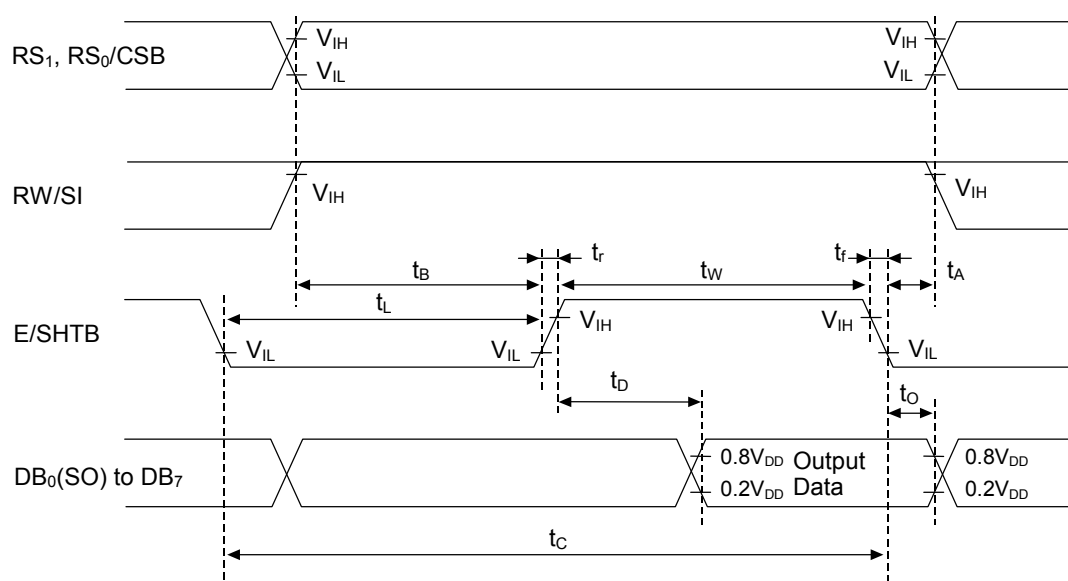 RS₁, RS₀/CSB
VIH
VIL
VIH
VIL
RW/SI
VIH
VIH
tB
tr
tW
tf
tA
tL
E/SHTB
VIL
VIL
VIH
VIH
VIL
tD
tO
DB₀(SO) to DB₇
0.8VDD
0.2VDD
Output
Data
0.8VDD
0.2VDD
tC